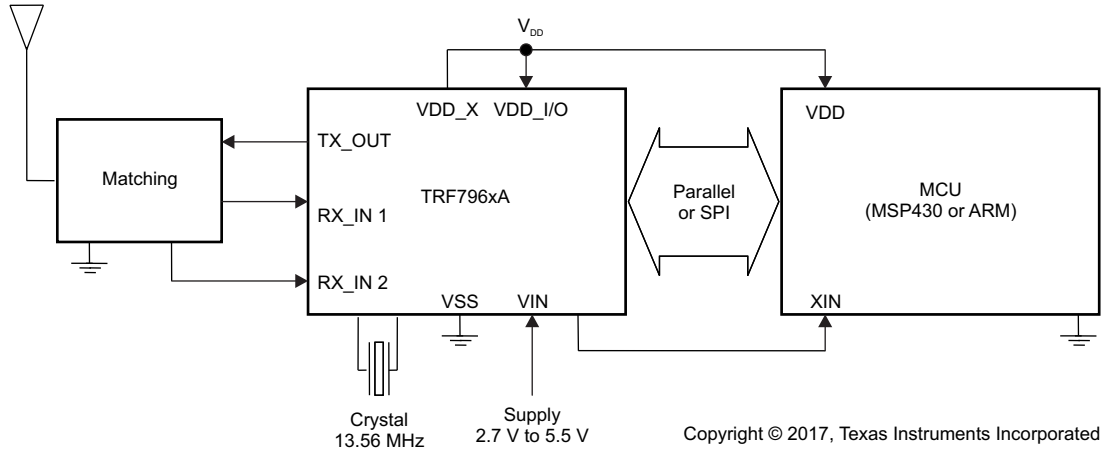 V_DD
VDD_X VDD_I/O
VDD
TX_OUT
Matching
TRF796xA
Parallel
or SPI
MCU
(MSP430 or ARM)
RX_IN 1
RX_IN 2
VSS
VIN
XIN
Crystal
13.56 MHz
Supply
2.7 V to 5.5 V
Copyright © 2017, Texas Instruments Incorporated